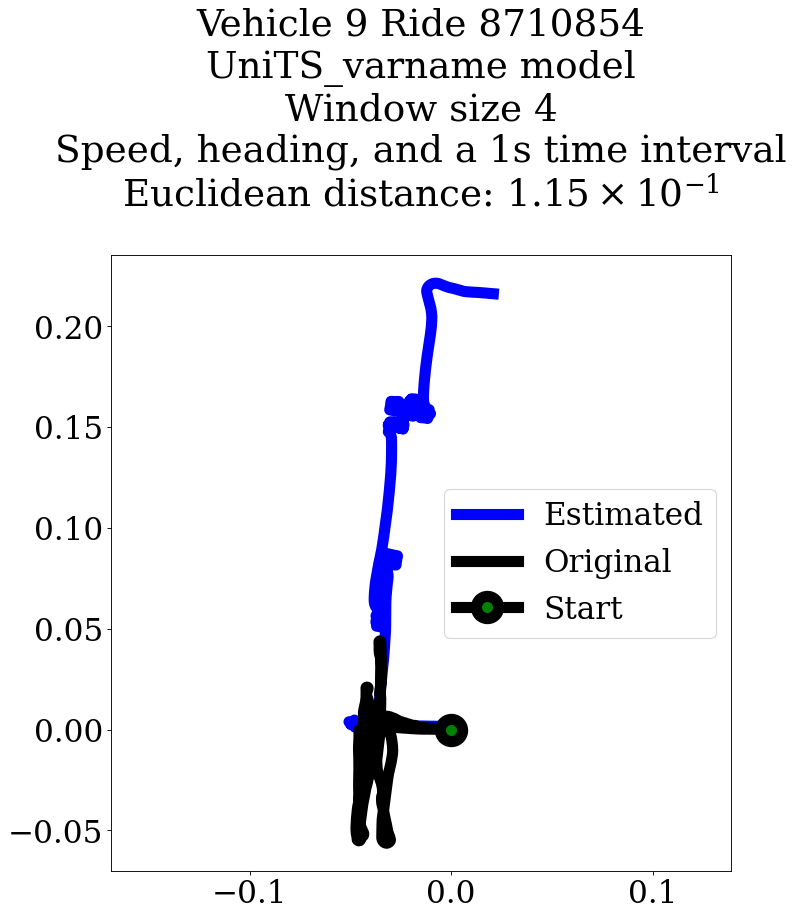 Vehicle 9 Ride 8710854
UniTS_varname model
Window size 4
Speed, heading, and a 1s time interval
Euclidean distance: $1.15 \times 10^{-1}$
0.20
0.15
0.10
0.05
0.00
−0.05
Estimated
Original
Start
−0.1
0.0
0.1